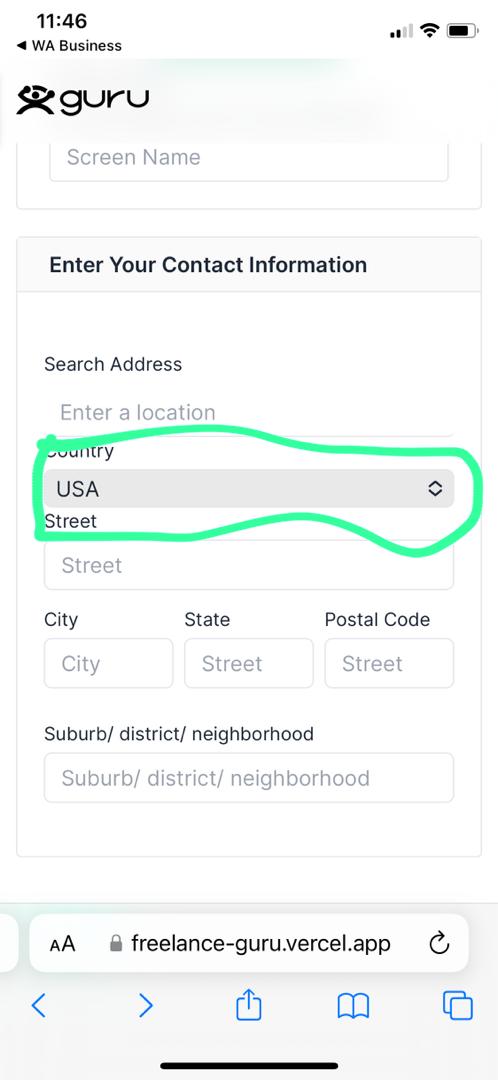 11:46
◀ WA Business
guru
Screen Name
Enter Your Contact Information
Search Address
Enter a location
Country
USA
Street
Street
City State Postal Code
City Street Street
Suburb/ district/ neighborhood
Suburb/ district/ neighborhood
AA freelance-guru.vercel.app